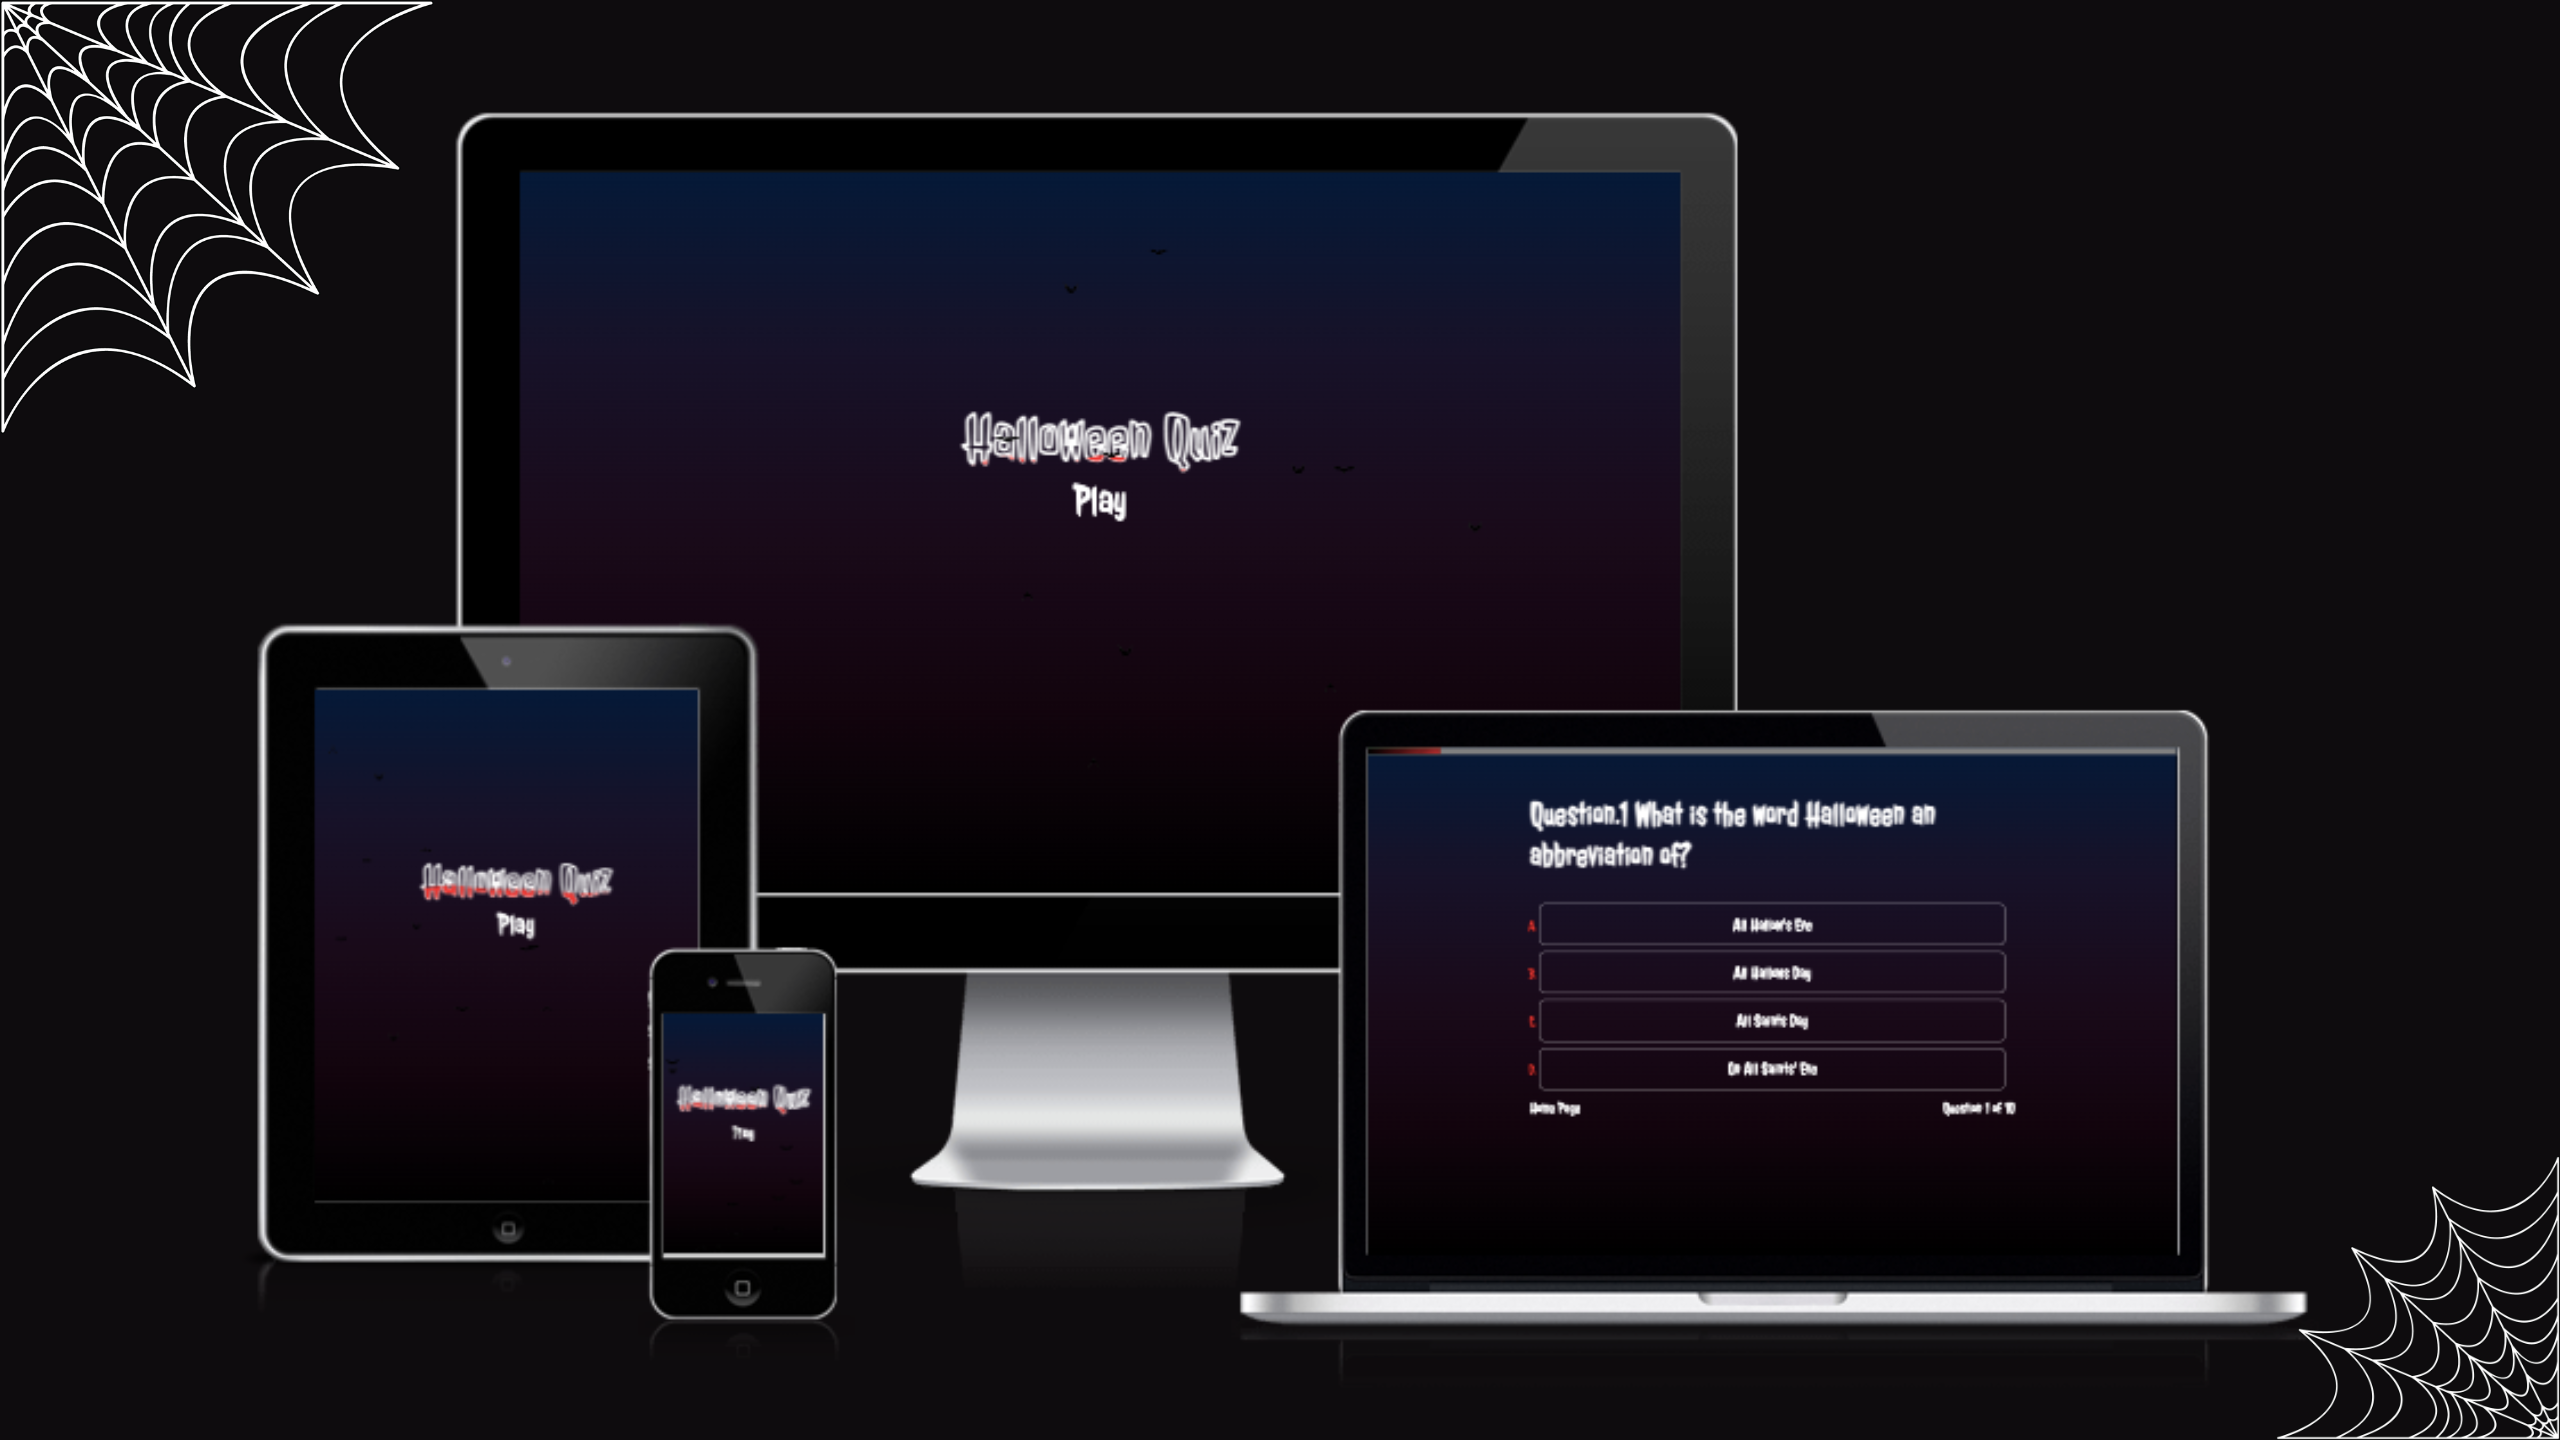 Halloween Quiz
Play
Halloween Quiz
Play
Halloween Quiz
Play
Question.1 What is the word Halloween an
abbreviation of?
A. All Hallow's Eve
B. All Hallows Day
C. All Saints Day
D. On All Saints' Eve
Home Page
Question 1 of 10